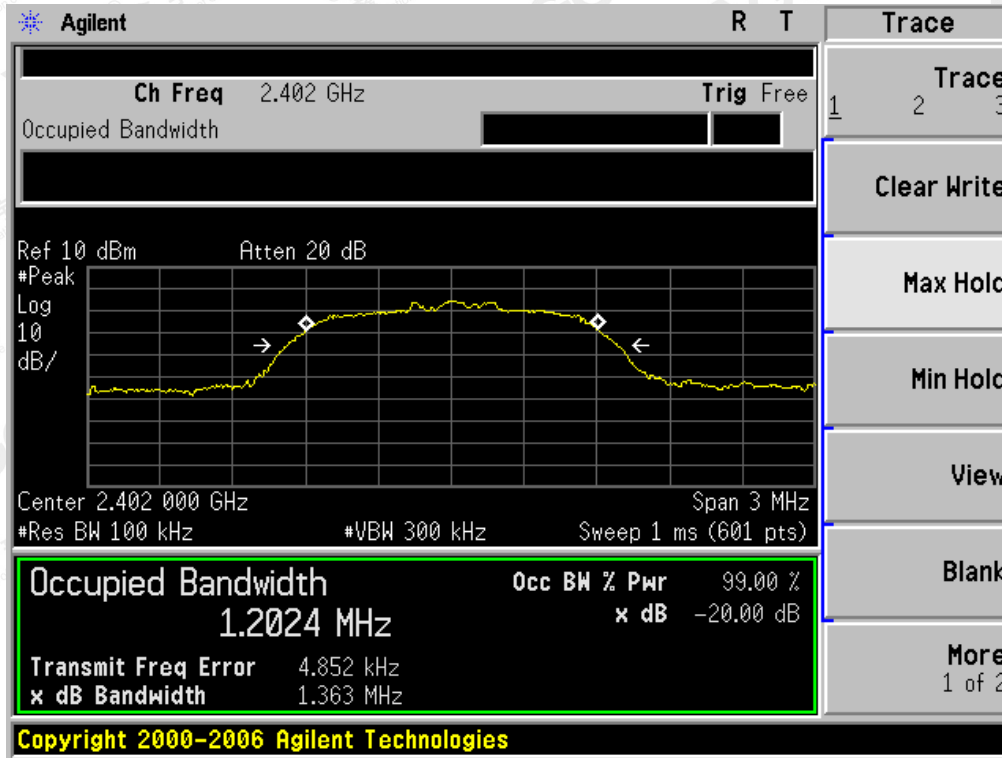 Agilent R T
Ch Freq 2.402 GHz Trig Free
Occupied Bandwidth
Ref 10 dBm Atten 20 dB
#Peak
Log
10
dB/
Center 2.402 000 GHz Span 3 MHz
#Res BW 100 kHz #VBW 300 kHz Sweep 1 ms (601 pts)
Occupied Bandwidth
1.2024 MHz
Occ BW % Pwr 99.00 %
x dB -20.00 dB
Transmit Freq Error 4.852 kHz
x dB Bandwidth 1.363 MHz
Copyright 2000-2006 Agilent Technologies
Trace
Trace
1 2 3
Clear Write
Max Hold
Min Hold
View
Blank
More
1 of 2